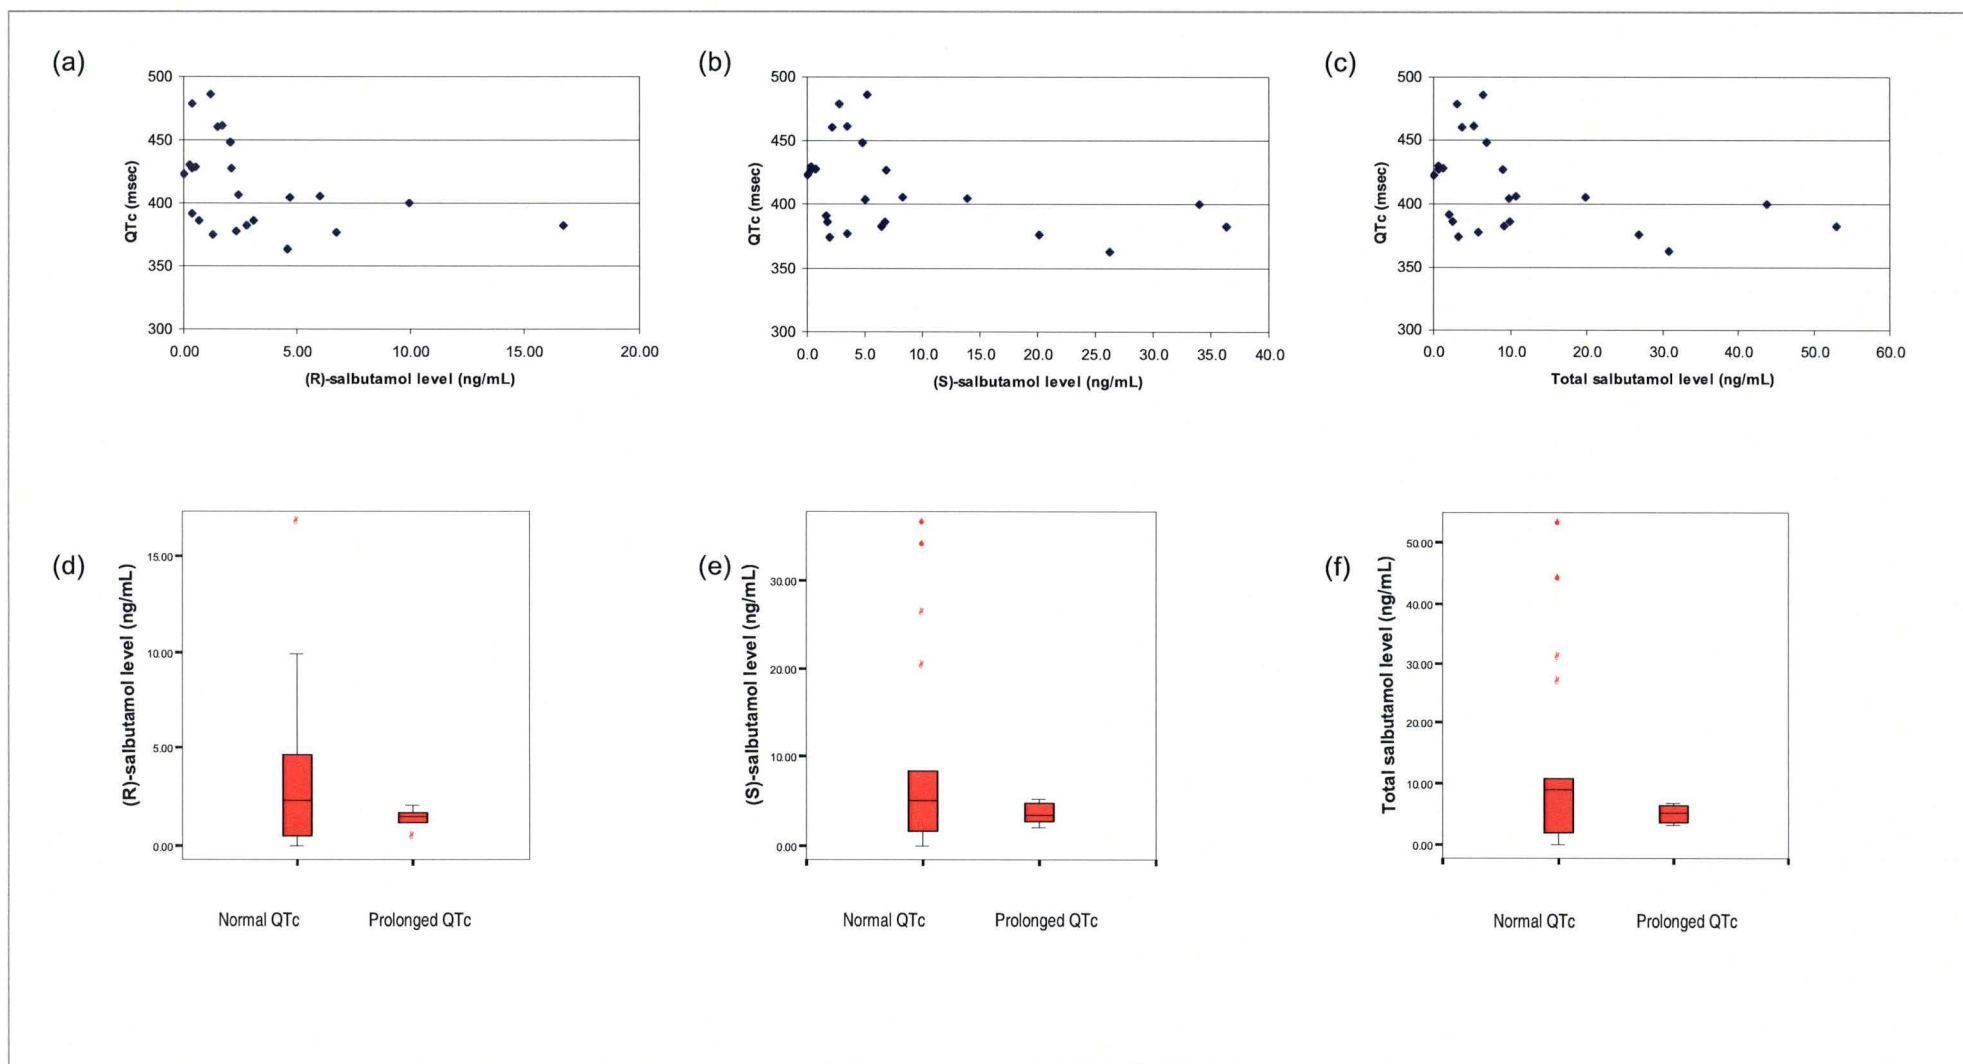 (a)
500
450
400
350
300
QTc (msec)
0.00 5.00 10.00 15.00 20.00
(R)-salbutamol level (ng/mL)
(b)
500
450
400
350
300
QTc (msec)
0.0 5.0 10.0 15.0 20.0 25.0 30.0 35.0 40.0
(S)-salbutamol level (ng/mL)
(c)
500
450
400
350
300
QTc (msec)
0.0 10.0 20.0 30.0 40.0 50.0 60.0
Total salbutamol level (ng/mL)
(d)
(R)-salbutamol level (ng/mL)
15.00
10.00
5.00
0.00
Normal QTc Prolonged QTc
(e)
(S)-salbutamol level (ng/mL)
30.00
20.00
10.00
0.00
Normal QTc Prolonged QTc
(f)
Total salbutamol level (ng/mL)
50.00
40.00
30.00
20.00
10.00
0.00
Normal QTc Prolonged QTc